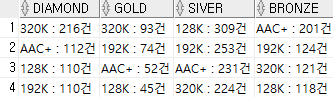 DIAMOND GOLD SIVER BRONZE
1 320K : 216건 320K : 93건 128K : 309건 AAC+ : 201건
2 AAC+ : 112건 192K : 74건 192K : 253건 192K : 124건
3 128K : 110건 AAC+ : 52건 AAC+ : 231건 320K : 121건
4 192K : 110건 128K : 45건 320K : 224건 128K : 118건